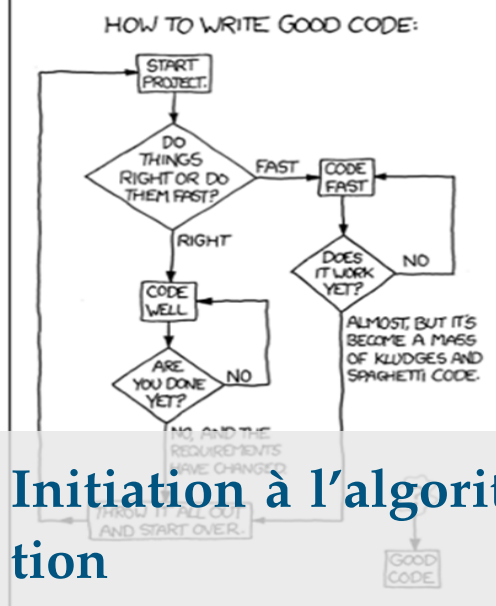 HOW TO WRITE GOOD CODE:
START
PROJECT.
DO
THINGS
RIGHT OR DO
THEM FAST?
FAST
CODE
FAST
RIGHT
DOES
IT WORK
YET?
NO
CODE
WELL
ALMOST, BUT IT'S
BECOME A MASS
OF KLUDGES AND
SPAGHETTI CODE.
ARE
YOU DONE
YET?
NO
NO, AND THE
REQUIREMENTS
HAVE CHANGED.
Initiation à l'algorit
THROW IT ALL OUT
AND START OVER.
tion
GOOD
CODE